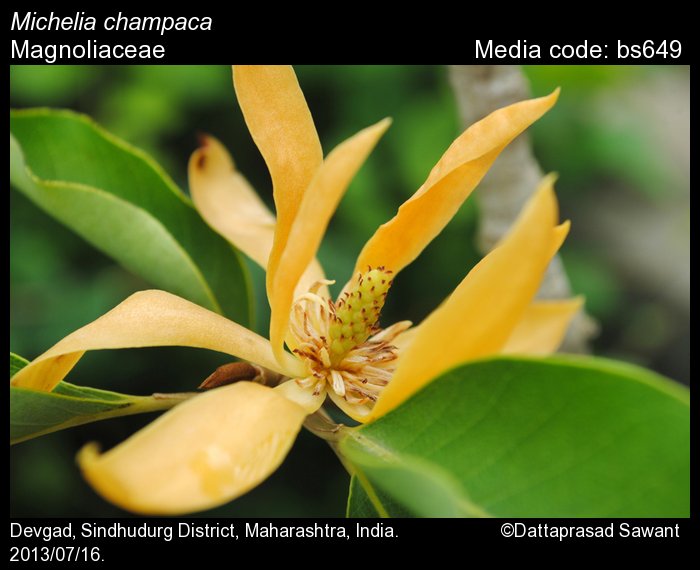 Michelia champaca
Magnoliaceae Media code: bs649
Devgad, Sindhudurg District, Maharashtra, India. ©Dattaprasad Sawant
2013/07/16.